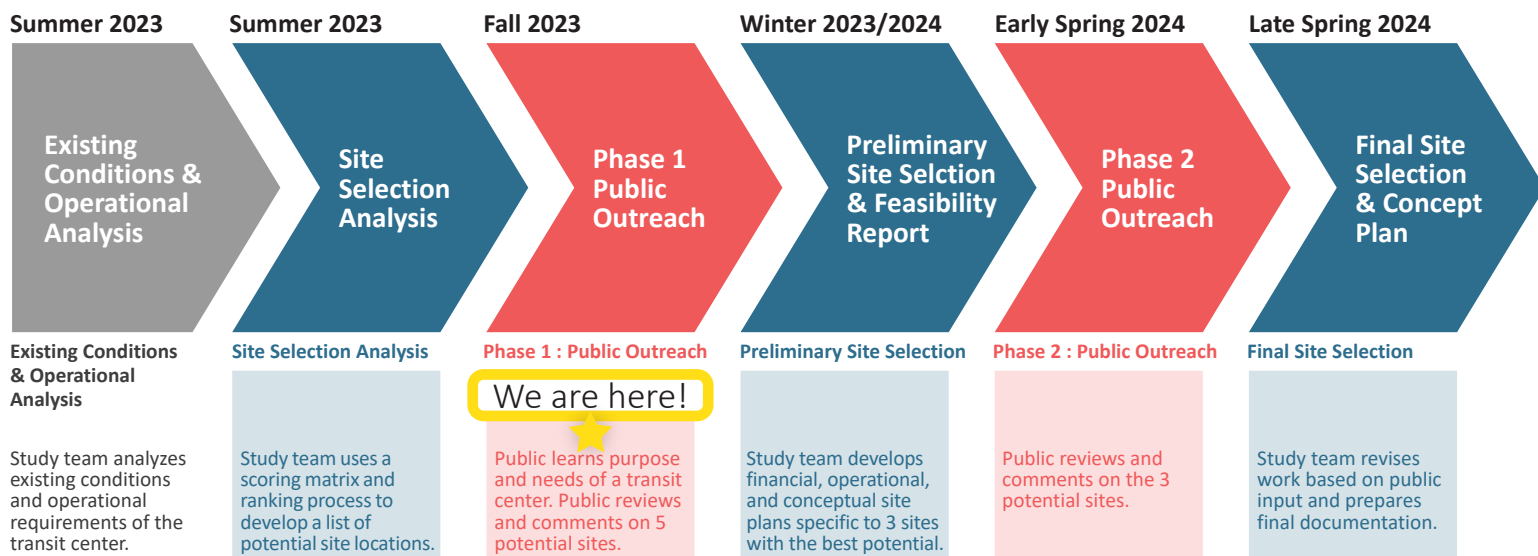 Summer 2023
Summer 2023
Fall 2023
Winter 2023/2024
Early Spring 2024
Late Spring 2024
Existing
Conditions &
Operational
Analysis
Site
Selection
Analysis
Phase 1
Public
Outreach
Preliminary
Site Selction
& Feasibility
Report
Phase 2
Public
Outreach
Final Site
Selection
& Concept
Plan
Existing Conditions
& Operational
Analysis
Study team analyzes
existing conditions
and operational
requirements of the
transit center.
Site Selection Analysis
Study team uses a
scoring matrix and
ranking process to
develop a list of
potential site locations.
Phase 1 : Public Outreach
We are here!
Public learns purpose
and needs of a transit
center. Public reviews
and comments on 5
potential sites.
Preliminary Site Selection
Study team develops
financial, operational,
and conceptual site
plans specific to 3 sites
with the best potential.
Phase 2 : Public Outreach
Public reviews and
comments on the 3
potential sites.
Final Site Selection
Study team revises
work based on public
input and prepares
final documentation.